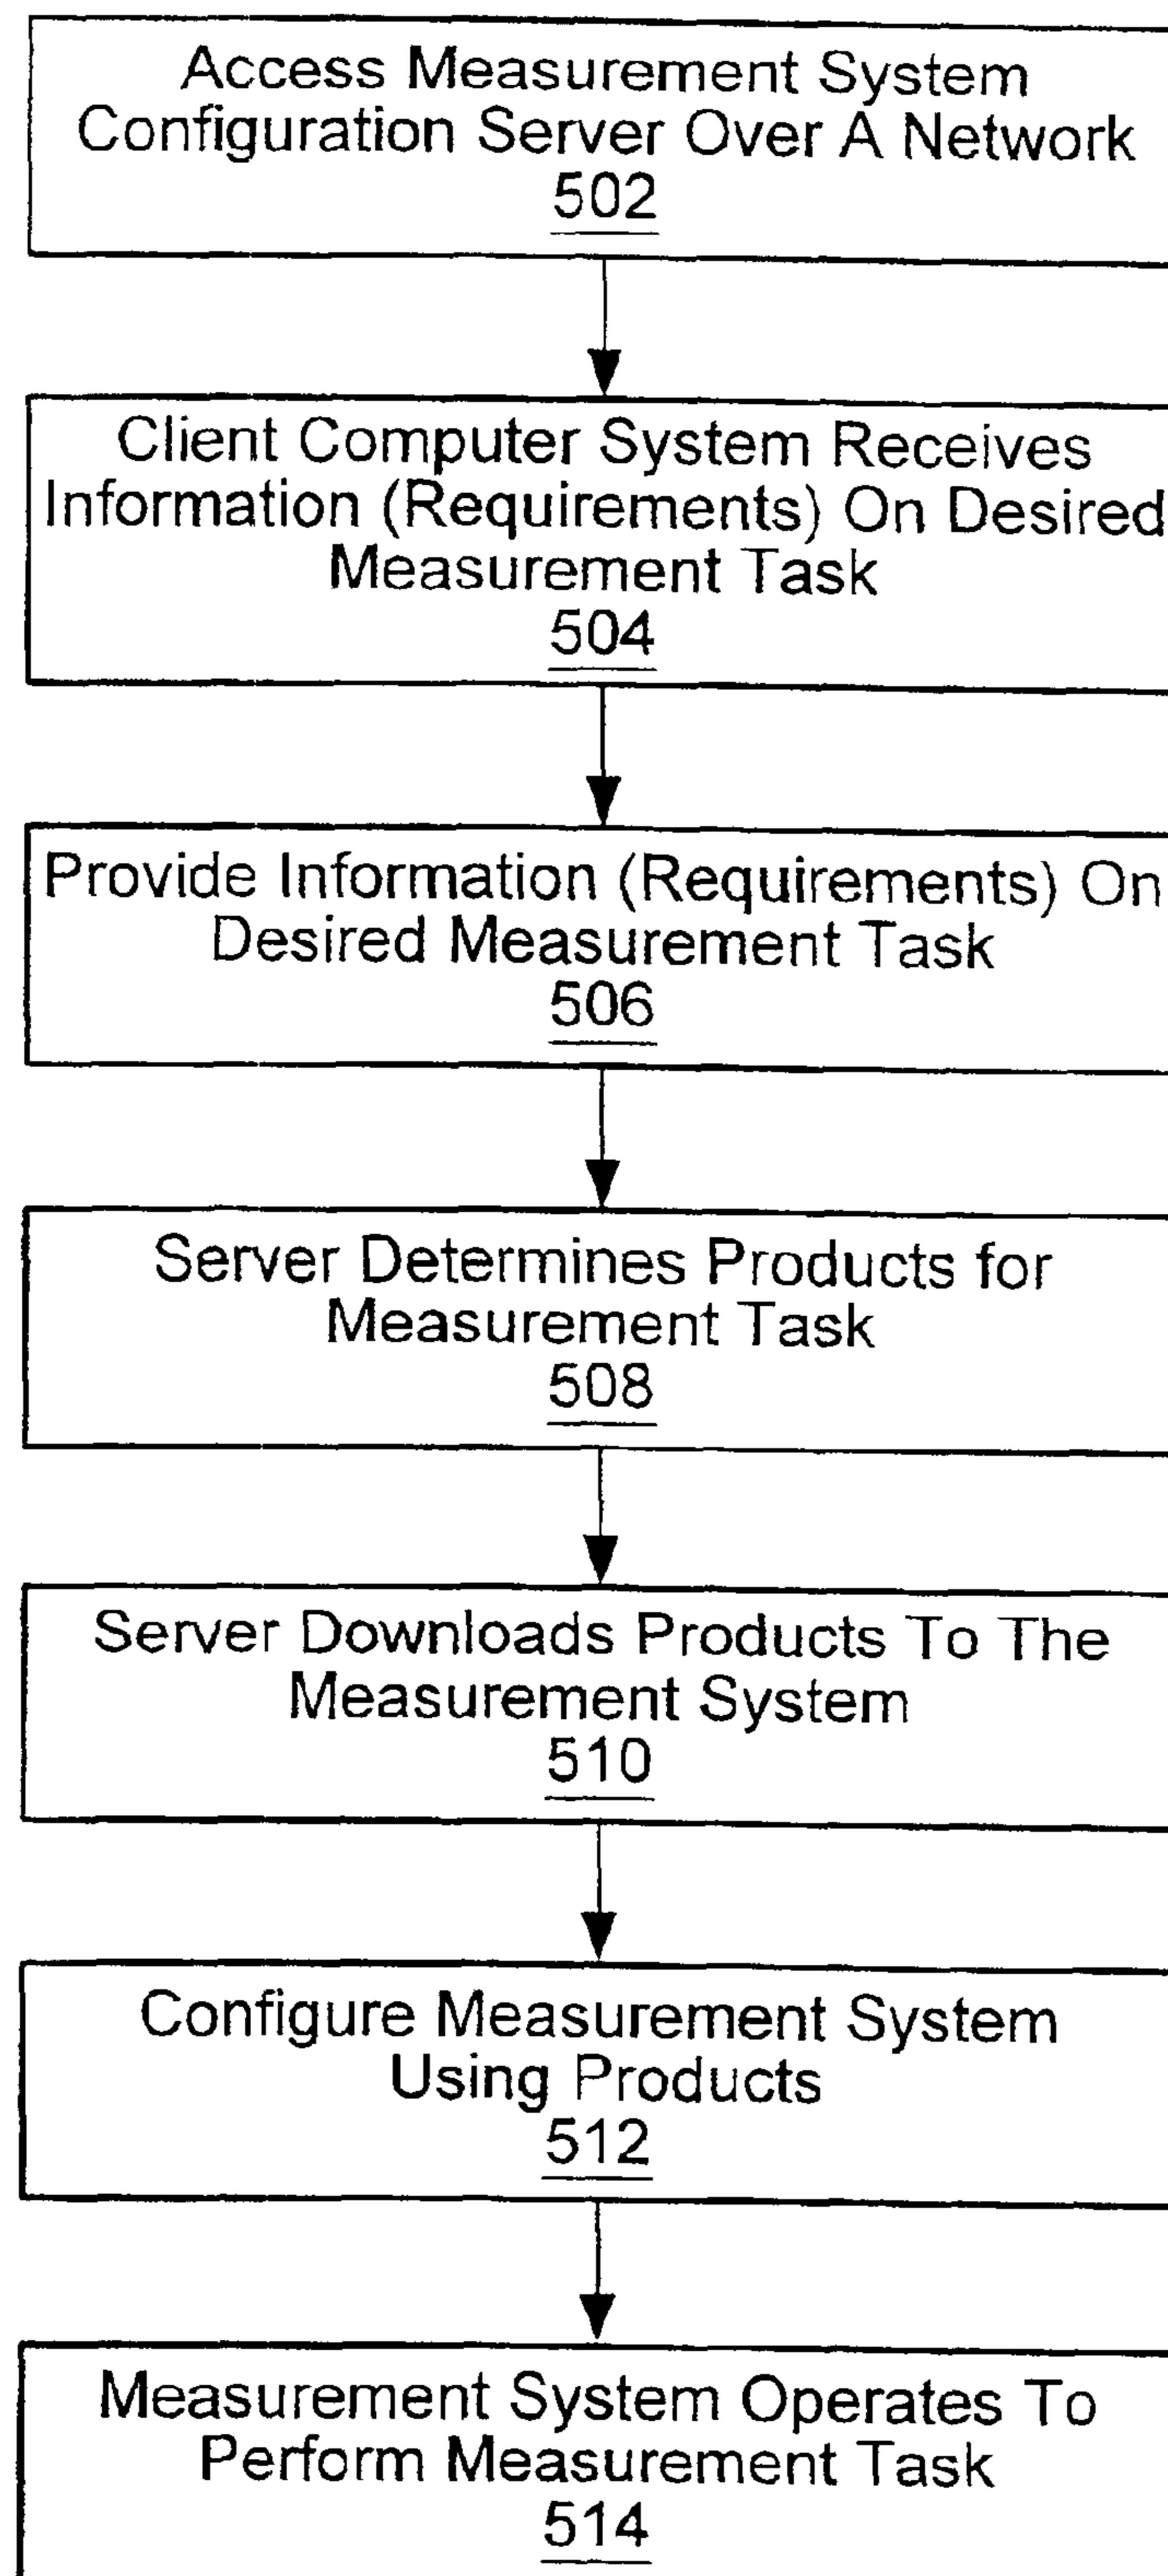 Access Measurement System
Configuration Server Over A Network
502
Client Computer System Receives
Information (Requirements) On Desired
Measurement Task
504
Provide Information (Requirements) On
Desired Measurement Task
506
Server Determines Products for
Measurement Task
508
Server Downloads Products To The
Measurement System
510
Configure Measurement System
Using Products
512
Measurement System Operates To
Perform Measurement Task
514